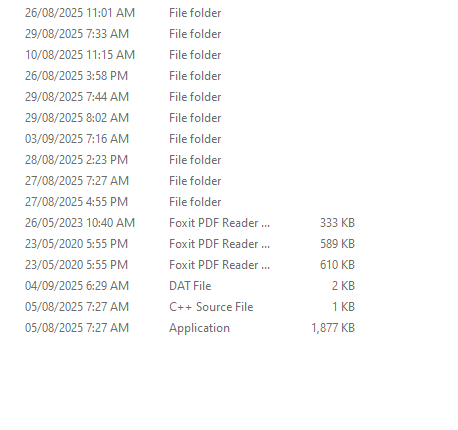 26/08/2025 11:01 AM File folder
29/08/2025 7:33 AM File folder
10/08/2025 11:15 AM File folder
26/08/2025 3:58 PM File folder
29/08/2025 7:44 AM File folder
29/08/2025 8:02 AM File folder
03/09/2025 7:16 AM File folder
28/08/2025 2:23 PM File folder
27/08/2025 7:27 AM File folder
27/08/2025 4:55 PM File folder
26/05/2023 10:40 AM Foxit PDF Reader ... 333 KB
23/05/2020 5:55 PM Foxit PDF Reader ... 589 KB
23/05/2020 5:55 PM Foxit PDF Reader ... 610 KB
04/09/2025 6:29 AM DAT File 2 KB
05/08/2025 7:27 AM C++ Source File 1 KB
05/08/2025 7:27 AM Application 1,877 KB